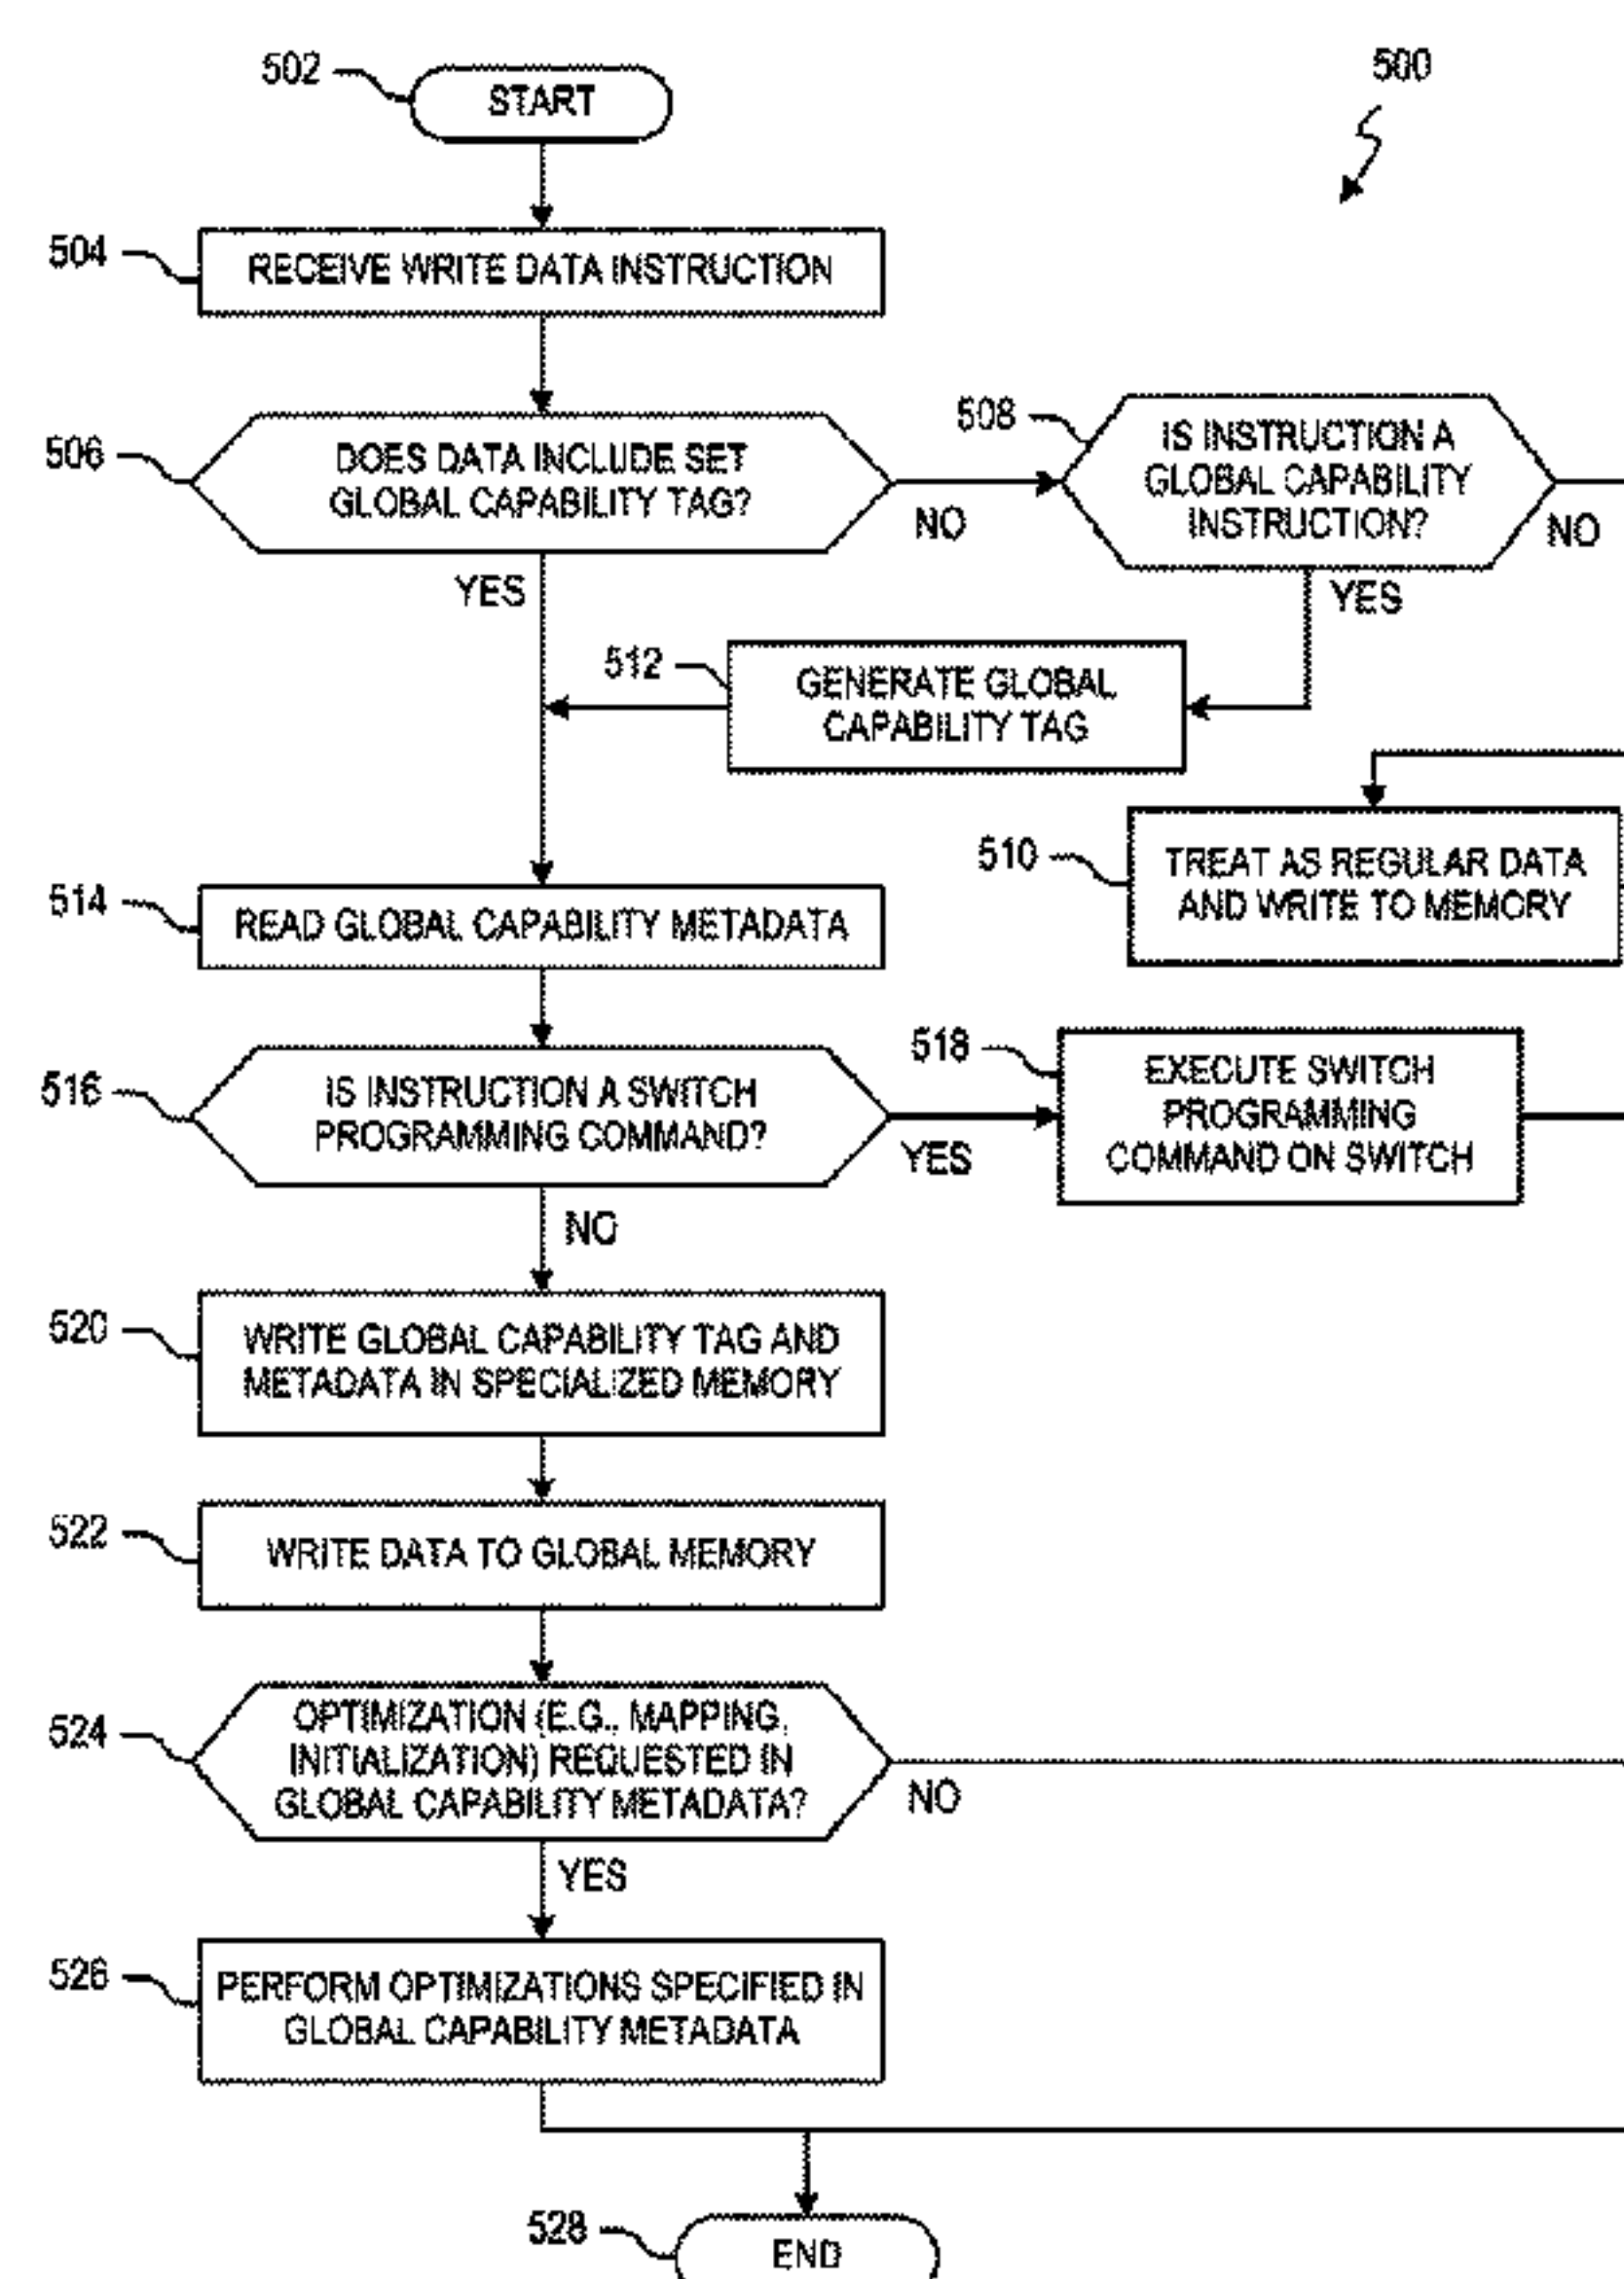 502
START
500
504
RECEIVE WRITE DATA INSTRUCTION
506
DOES DATA INCLUDE SET
GLOBAL CAPABILITY TAG?
NO
YES
508
IS INSTRUCTION A
GLOBAL CAPABILITY
INSTRUCTION?
NO
YES
512
GENERATE GLOBAL
CAPABILITY TAG
510
TREAT AS REGULAR DATA
AND WRITE TO MEMORY
514
READ GLOBAL CAPABILITY METADATA
516
IS INSTRUCTION A SWITCH
PROGRAMMING COMMAND?
YES
NO
518
EXECUTE SWITCH
PROGRAMMING
COMMAND ON SWITCH
520
WRITE GLOBAL CAPABILITY TAG AND
METADATA IN SPECIALIZED MEMORY
522
WRITE DATA TO GLOBAL MEMORY
524
OPTIMIZATION (E.G., MAPPING,
INITIALIZATION) REQUESTED IN
GLOBAL CAPABILITY METADATA?
NO
YES
526
PERFORM OPTIMIZATIONS SPECIFIED IN
GLOBAL CAPABILITY METADATA
528
END